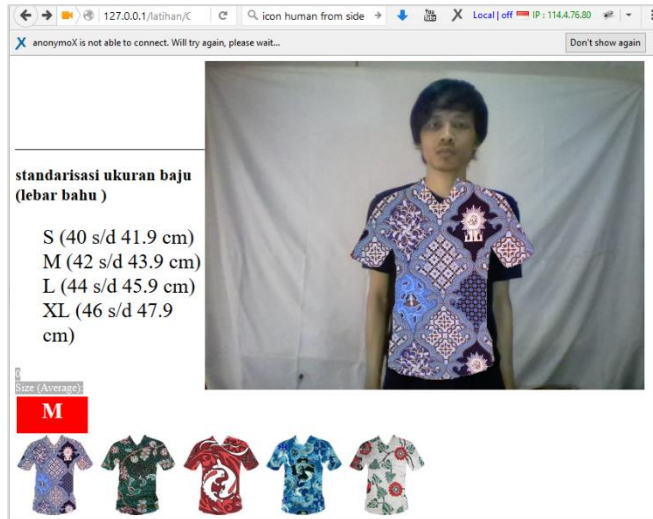 127.0.0.1/latihan/C
icon human from side
You
Local | off IP : 114.4.76.80
anonymoX is not able to connect. Will try again, please wait...
Don't show again
standarisasi ukuran baju
(lebar bahu )
S (40 s/d 41.9 cm)
M (42 s/d 43.9 cm)
L (44 s/d 45.9 cm)
XL (46 s/d 47.9
cm)
0
Size (Average):
M